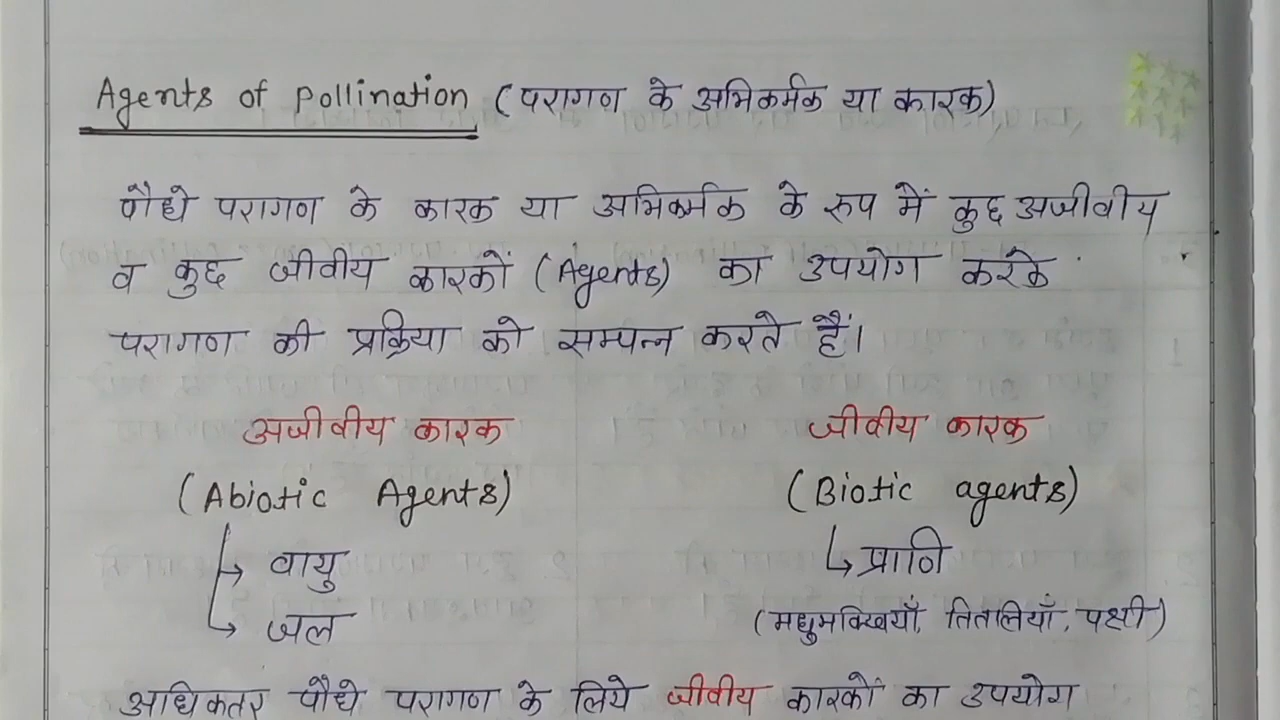 Agents of pollination (परागण के अभिकर्मक या कारक)
पौधे परागण के कारक या अभिकर्मक के रुप में कुछ अजीवीय
व कुछ जीवीय कारकों (Agents) का उपयोग करके
परागण की प्रक्रिया को सम्पन्न करते हैं।
अजीवीय कारक
(Abiotic Agents)
वायु
जल
जीवीय कारक
(Biotic agents)
प्राणि
(मधुमक्खियाँ, तितलियाँ, पक्षी)
अधिकतर पौधे परागण के लिये जीवीय कारकों का उपयोग